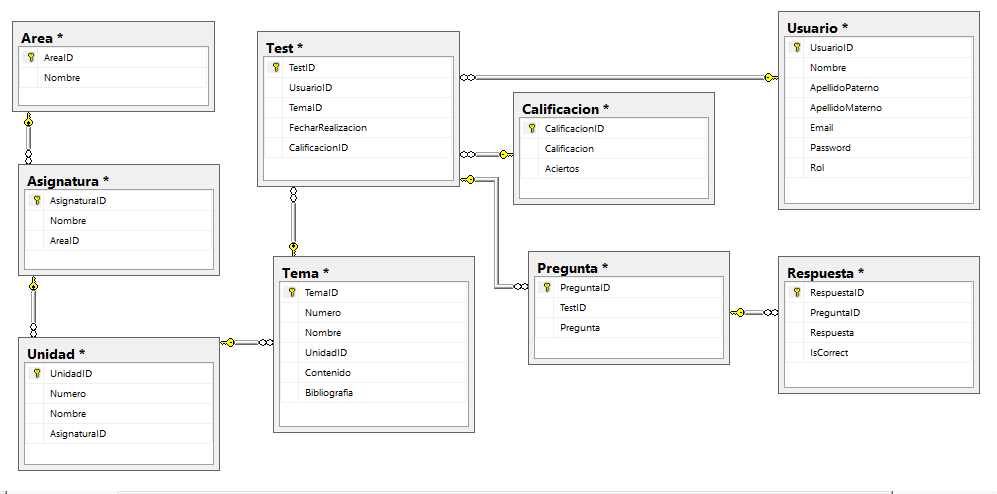 Area *
AreaID
Nombre
Asignatura *
AsignaturaID
Nombre
AreaID
Unidad *
UnidadID
Numero
Nombre
AsignaturaID
Test *
TestID
UsuarioID
TemaID
FecharRealizacion
CalificacionID
Tema *
TemaID
Numero
Nombre
UnidadID
Contenido
Bibliografia
Calificacion *
CalificacionID
Calificacion
Aciertos
Pregunta *
PreguntaID
TestID
Pregunta
Usuario *
UsuarioID
Nombre
ApellidoPaterno
ApellidoMaterno
Email
Password
Rol
Respuesta *
RespuestaID
PreguntaID
Respuesta
IsCorrect